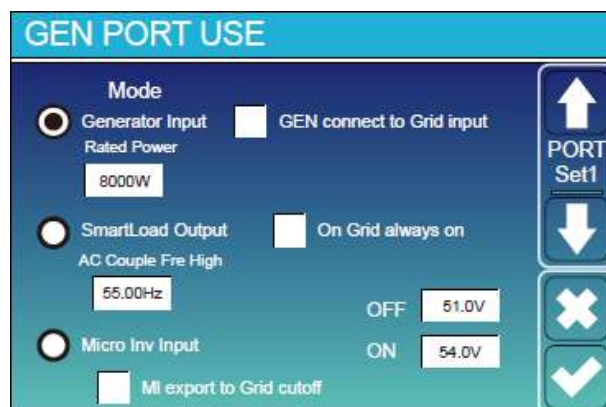 GEN PORT USE
Mode
Generator Input GEN connect to Grid input
Rated Power
8000W
PORT
Set1
SmartLoad Output On Grid always on
AC Couple Fre High
55.00Hz
OFF 51.0V
Micro Inv Input
ON 54.0V
MI export to Grid cutoff